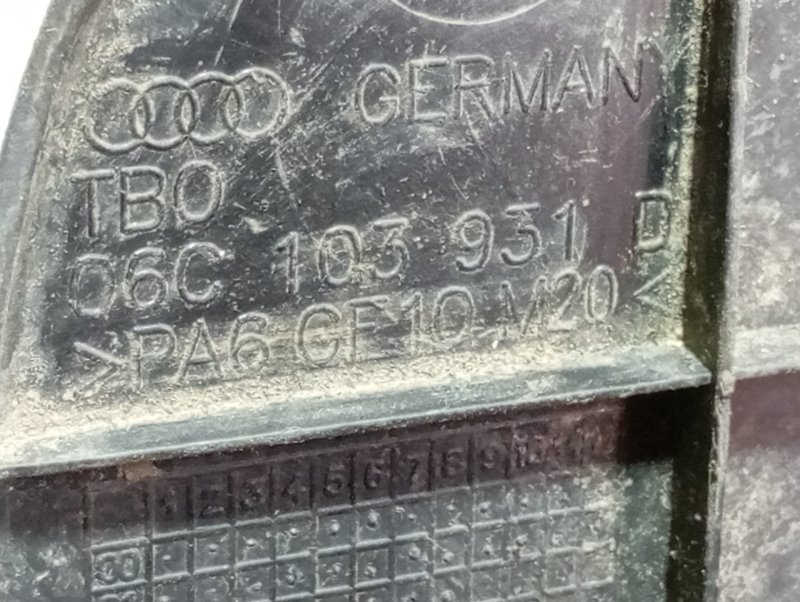 GERMANY
TBO
06C 103 931 D
>PA6 GF10 M20<
1 2 3 4 5 6 7 8 9 10 11 12